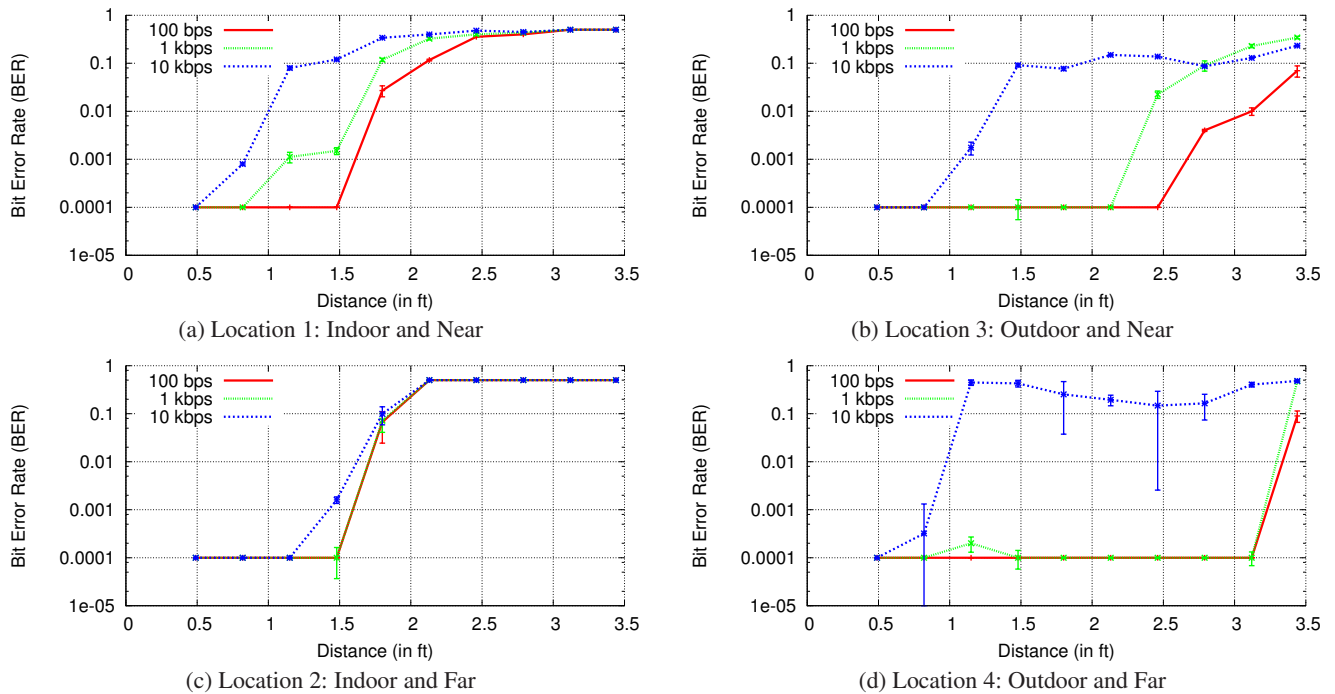 1
0.1
0.01
0.001
0.0001
1e-05
Bit Error Rate (BER)
100 bps
1 kbps
10 kbps
0 0.5 1 1.5 2 2.5 3 3.5
Distance (in ft)
(a) Location 1: Indoor and Near
1
0.1
0.01
0.001
0.0001
1e-05
Bit Error Rate (BER)
100 bps
1 kbps
10 kbps
0 0.5 1 1.5 2 2.5 3 3.5
Distance (in ft)
(b) Location 3: Outdoor and Near
1
0.1
0.01
0.001
0.0001
1e-05
Bit Error Rate (BER)
100 bps
1 kbps
10 kbps
0 0.5 1 1.5 2 2.5 3 3.5
Distance (in ft)
(c) Location 2: Indoor and Far
1
0.1
0.01
0.001
0.0001
1e-05
Bit Error Rate (BER)
100 bps
1 kbps
10 kbps
0 0.5 1 1.5 2 2.5 3 3.5
Distance (in ft)
(d) Location 4: Outdoor and Far